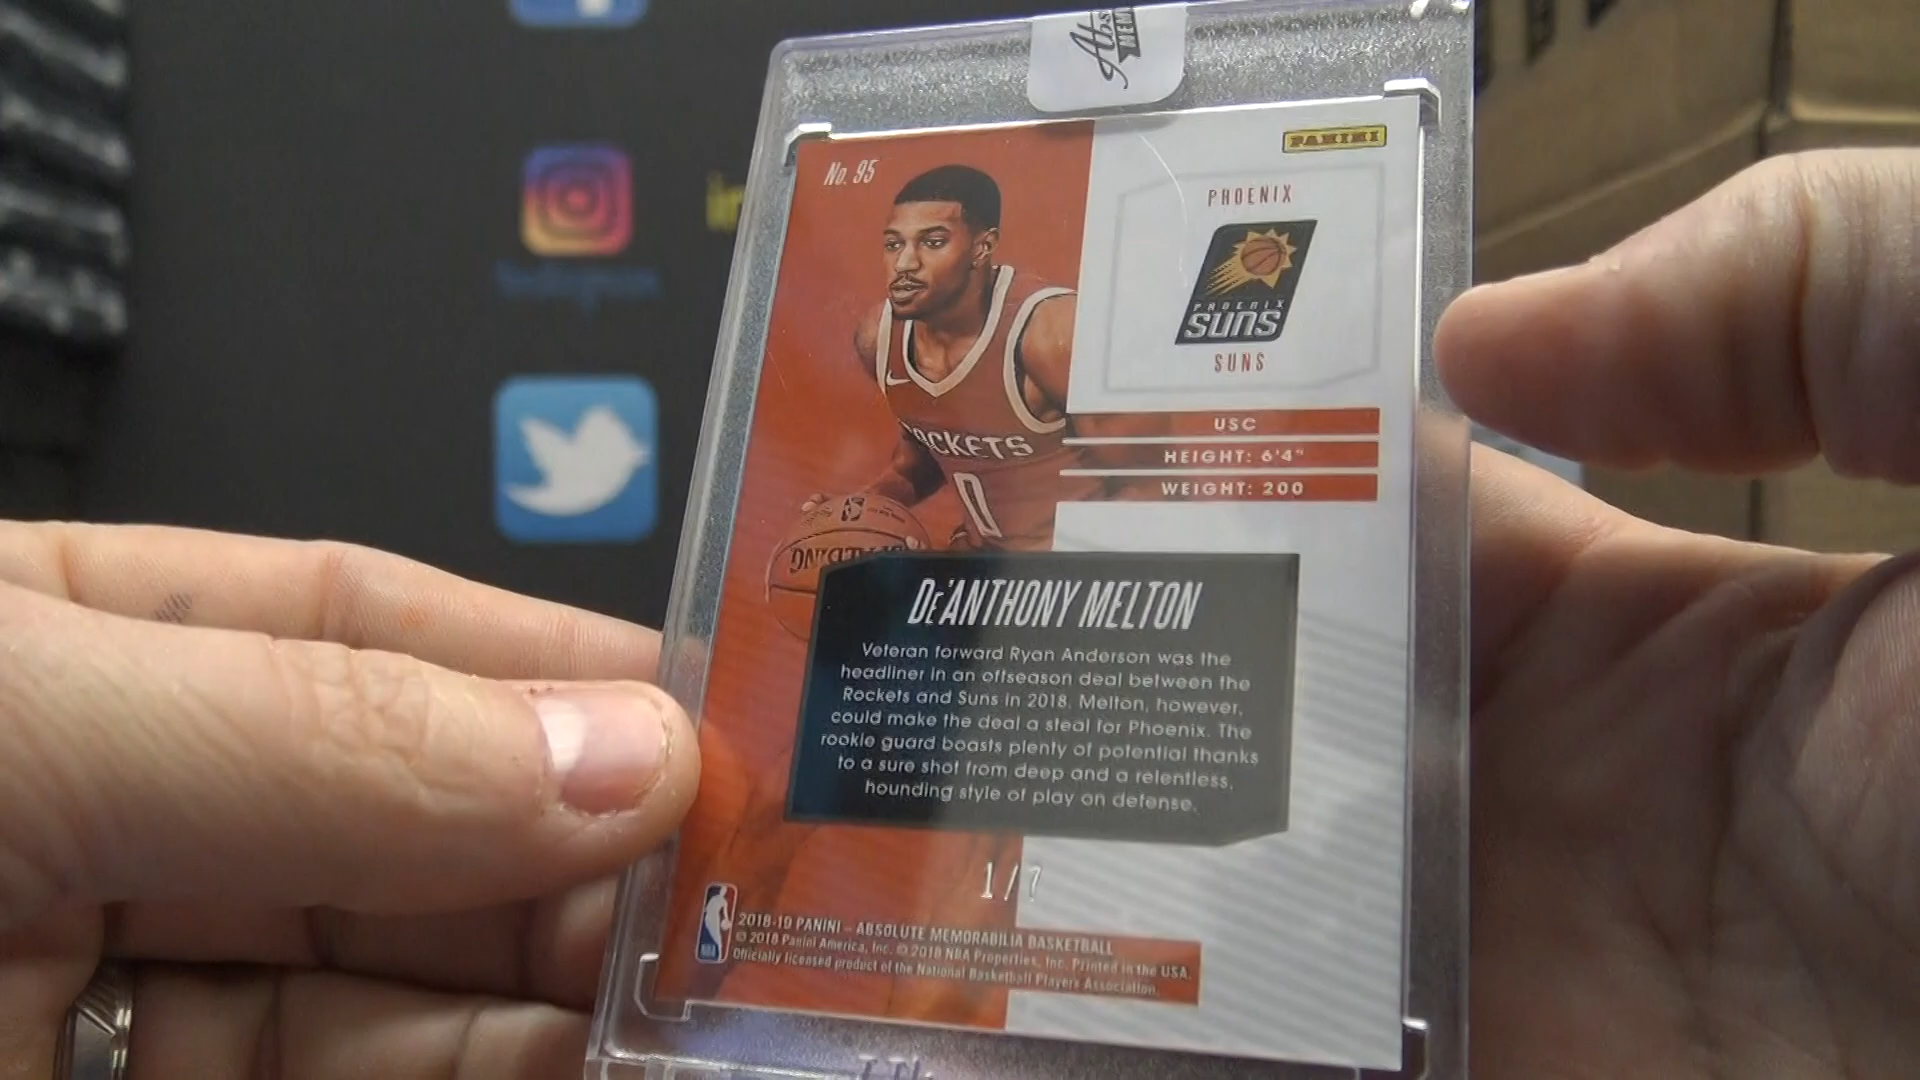 No. 95
PANINI
PHOENIX
PHOENIX
SUNS
SUNS
USC
HEIGHT: 6'4"
WEIGHT: 200
ROCKETS
0
SPALDING
DE'ANTHONY MELTON
Veteran forward Ryan Anderson was the
headliner in an offseason deal between the
Rockets and Suns in 2018. Melton, however,
could make the deal a steal for Phoenix. The
rookie guard boasts plenty of potential thanks
to a sure shot from deep and a relentless,
hounding style of play on defense.
1/7
NBA
2018-19 PANINI – ABSOLUTE MEMORABILIA BASKETBALL
© 2018 Panini America, Inc. © 2018 NBA Properties, Inc. Printed in the USA.
Officially licensed product of the National Basketball Players Association.
Instagram